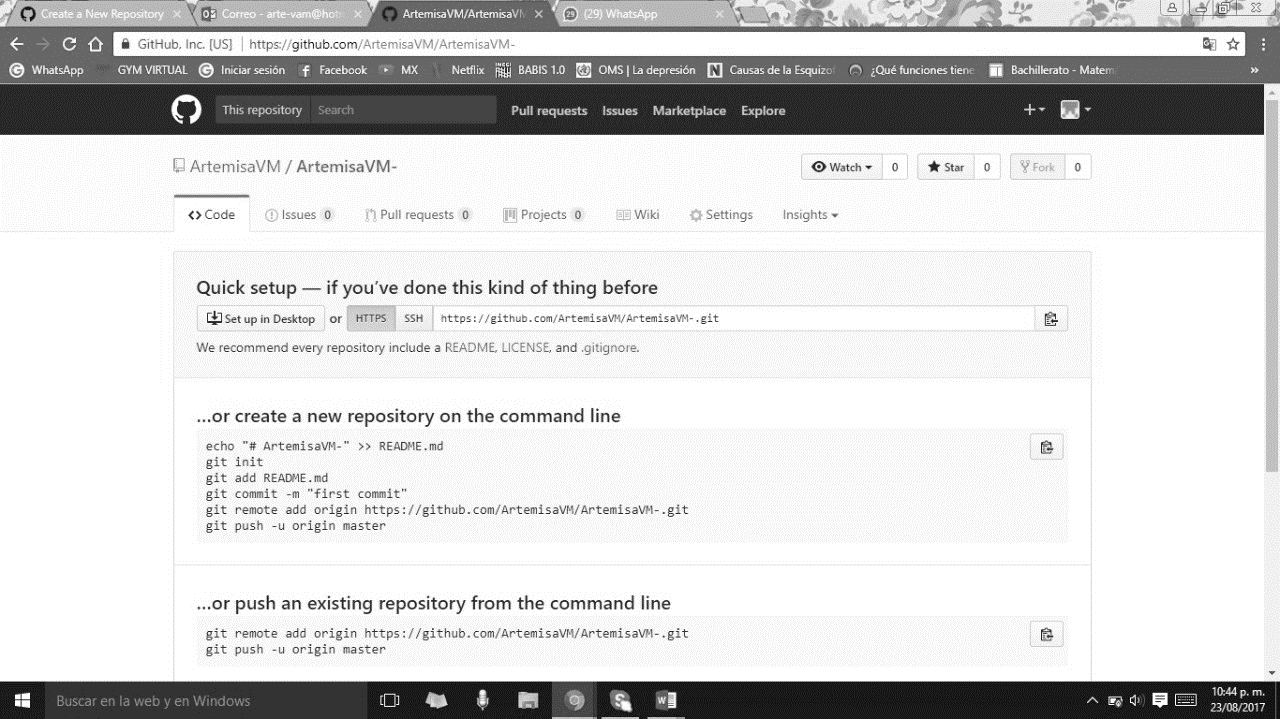 Create a New Repository
Correo - arte-vam@hotm
ArtemisaVM/ArtemisaVM-
(29) WhatsApp
GitHub, Inc. [US] https://github.com/ArtemisaVM/ArtemisaVM-
WhatsApp GYM VIRTUAL Iniciar sesión Facebook MX Netflix BABIS 1.0 OMS | La depresión Causas de la Esquizof ¿Qué funciones tiene Bachillerato - Matem »
This repository Search Pull requests Issues Marketplace Explore
ArtemisaVM / ArtemisaVM-
Watch 0 Star 0 Fork 0
Code Issues 0 Pull requests 0 Projects 0 Wiki Settings Insights
Quick setup — if you've done this kind of thing before
Set up in Desktop or HTTPS SSH https://github.com/ArtemisaVM/ArtemisaVM-.git
We recommend every repository include a README, LICENSE, and .gitignore.
…or create a new repository on the command line
echo "# ArtemisaVM-" >> README.md
git init
git add README.md
git commit -m "first commit"
git remote add origin https://github.com/ArtemisaVM/ArtemisaVM-.git
git push -u origin master
…or push an existing repository from the command line
git remote add origin https://github.com/ArtemisaVM/ArtemisaVM-.git
git push -u origin master
Buscar en la web y en Windows
10:44 p. m.
23/08/2017